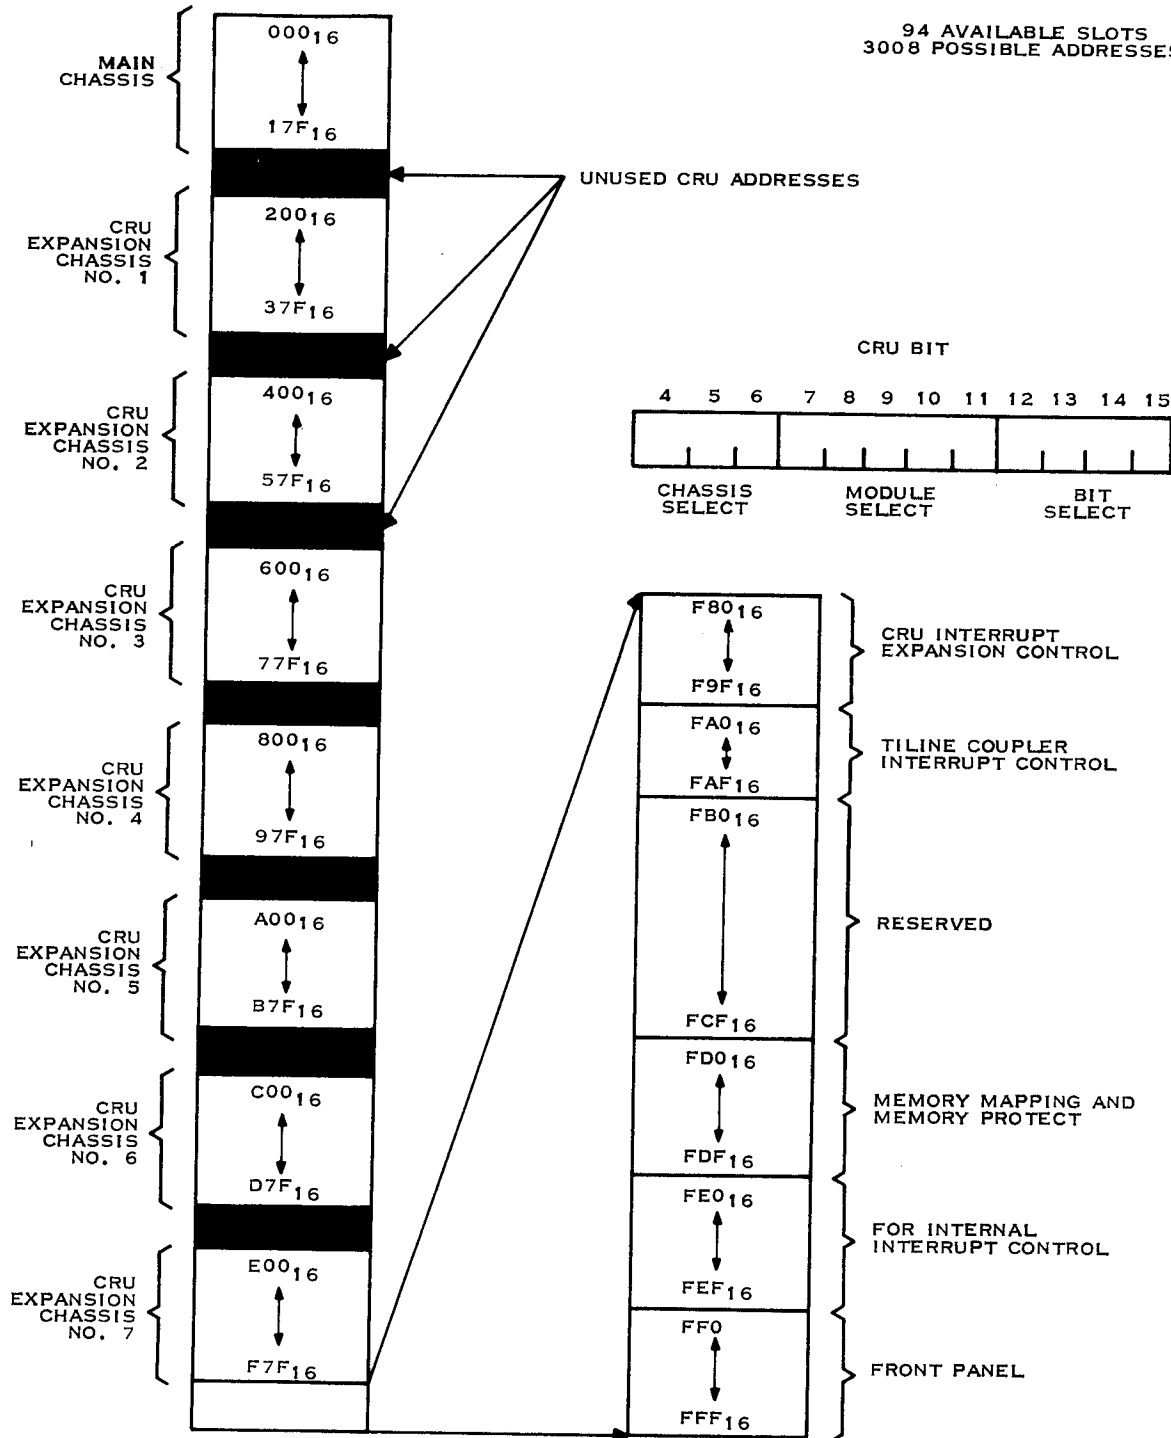 94 AVAILABLE SLOTS
3008 POSSIBLE ADDRESSES
MAIN
CHASSIS
000₁₆
17F₁₆
UNUSED CRU ADDRESSES
CRU
EXPANSION
CHASSIS
NO. 1
200₁₆
37F₁₆
CRU
EXPANSION
CHASSIS
NO. 2
400₁₆
57F₁₆
CRU
EXPANSION
CHASSIS
NO. 3
600₁₆
77F₁₆
CRU
EXPANSION
CHASSIS
NO. 4
800₁₆
97F₁₆
CRU
EXPANSION
CHASSIS
NO. 5
A00₁₆
B7F₁₆
CRU
EXPANSION
CHASSIS
NO. 6
C00₁₆
D7F₁₆
CRU
EXPANSION
CHASSIS
NO. 7
E00₁₆
F7F₁₆
CRU BIT
4 5 6 7 8 9 10 11 12 13 14 15
CHASSIS
SELECT
MODULE
SELECT
BIT
SELECT
F80₁₆
F9F₁₆
CRU INTERRUPT
EXPANSION CONTROL
FA0₁₆
FAF₁₆
TILINE COUPLER
INTERRUPT CONTROL
FB0₁₆
FCF₁₆
RESERVED
FD0₁₆
FDF₁₆
MEMORY MAPPING AND
MEMORY PROTECT
FE0₁₆
FEF₁₆
FOR INTERNAL
INTERRUPT CONTROL
FF0
FFF₁₆
FRONT PANEL